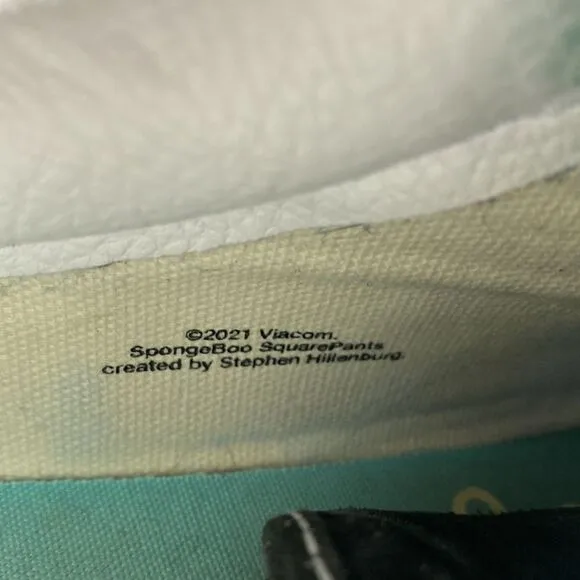 ©2021 Viacom.
SpongeBoo SquarePants
created by Stephen Hillenburg.